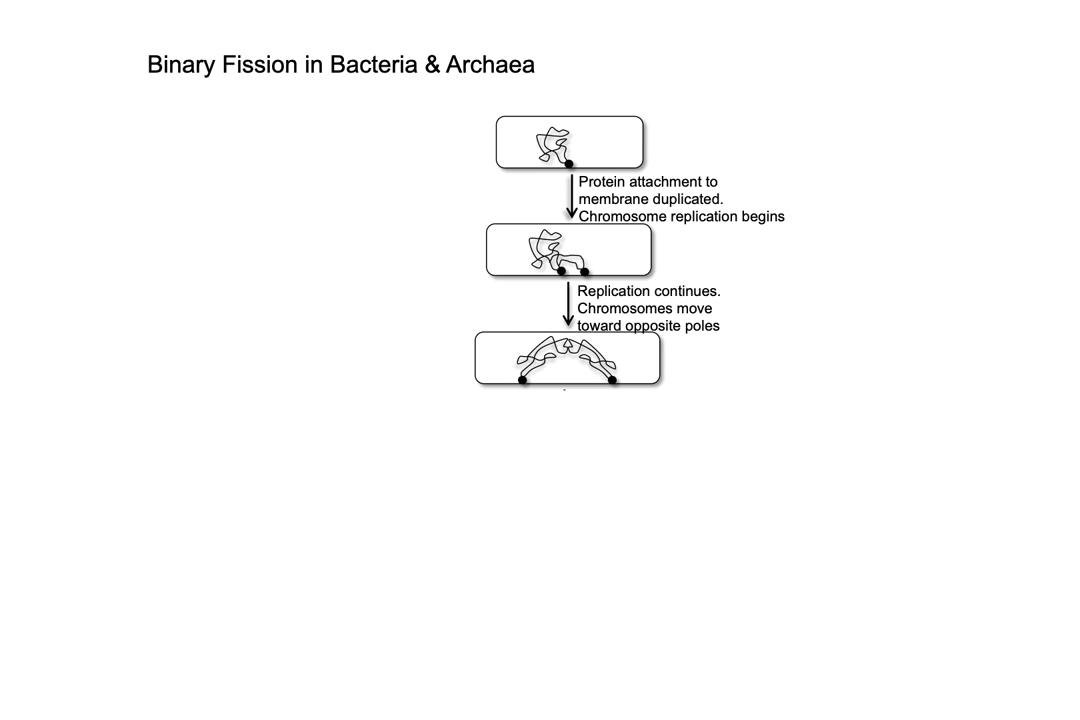 Binary Fission in Bacteria & Archaea
Protein attachment to
membrane duplicated.
Chromosome replication begins
Replication continues.
Chromosomes move
toward opposite poles